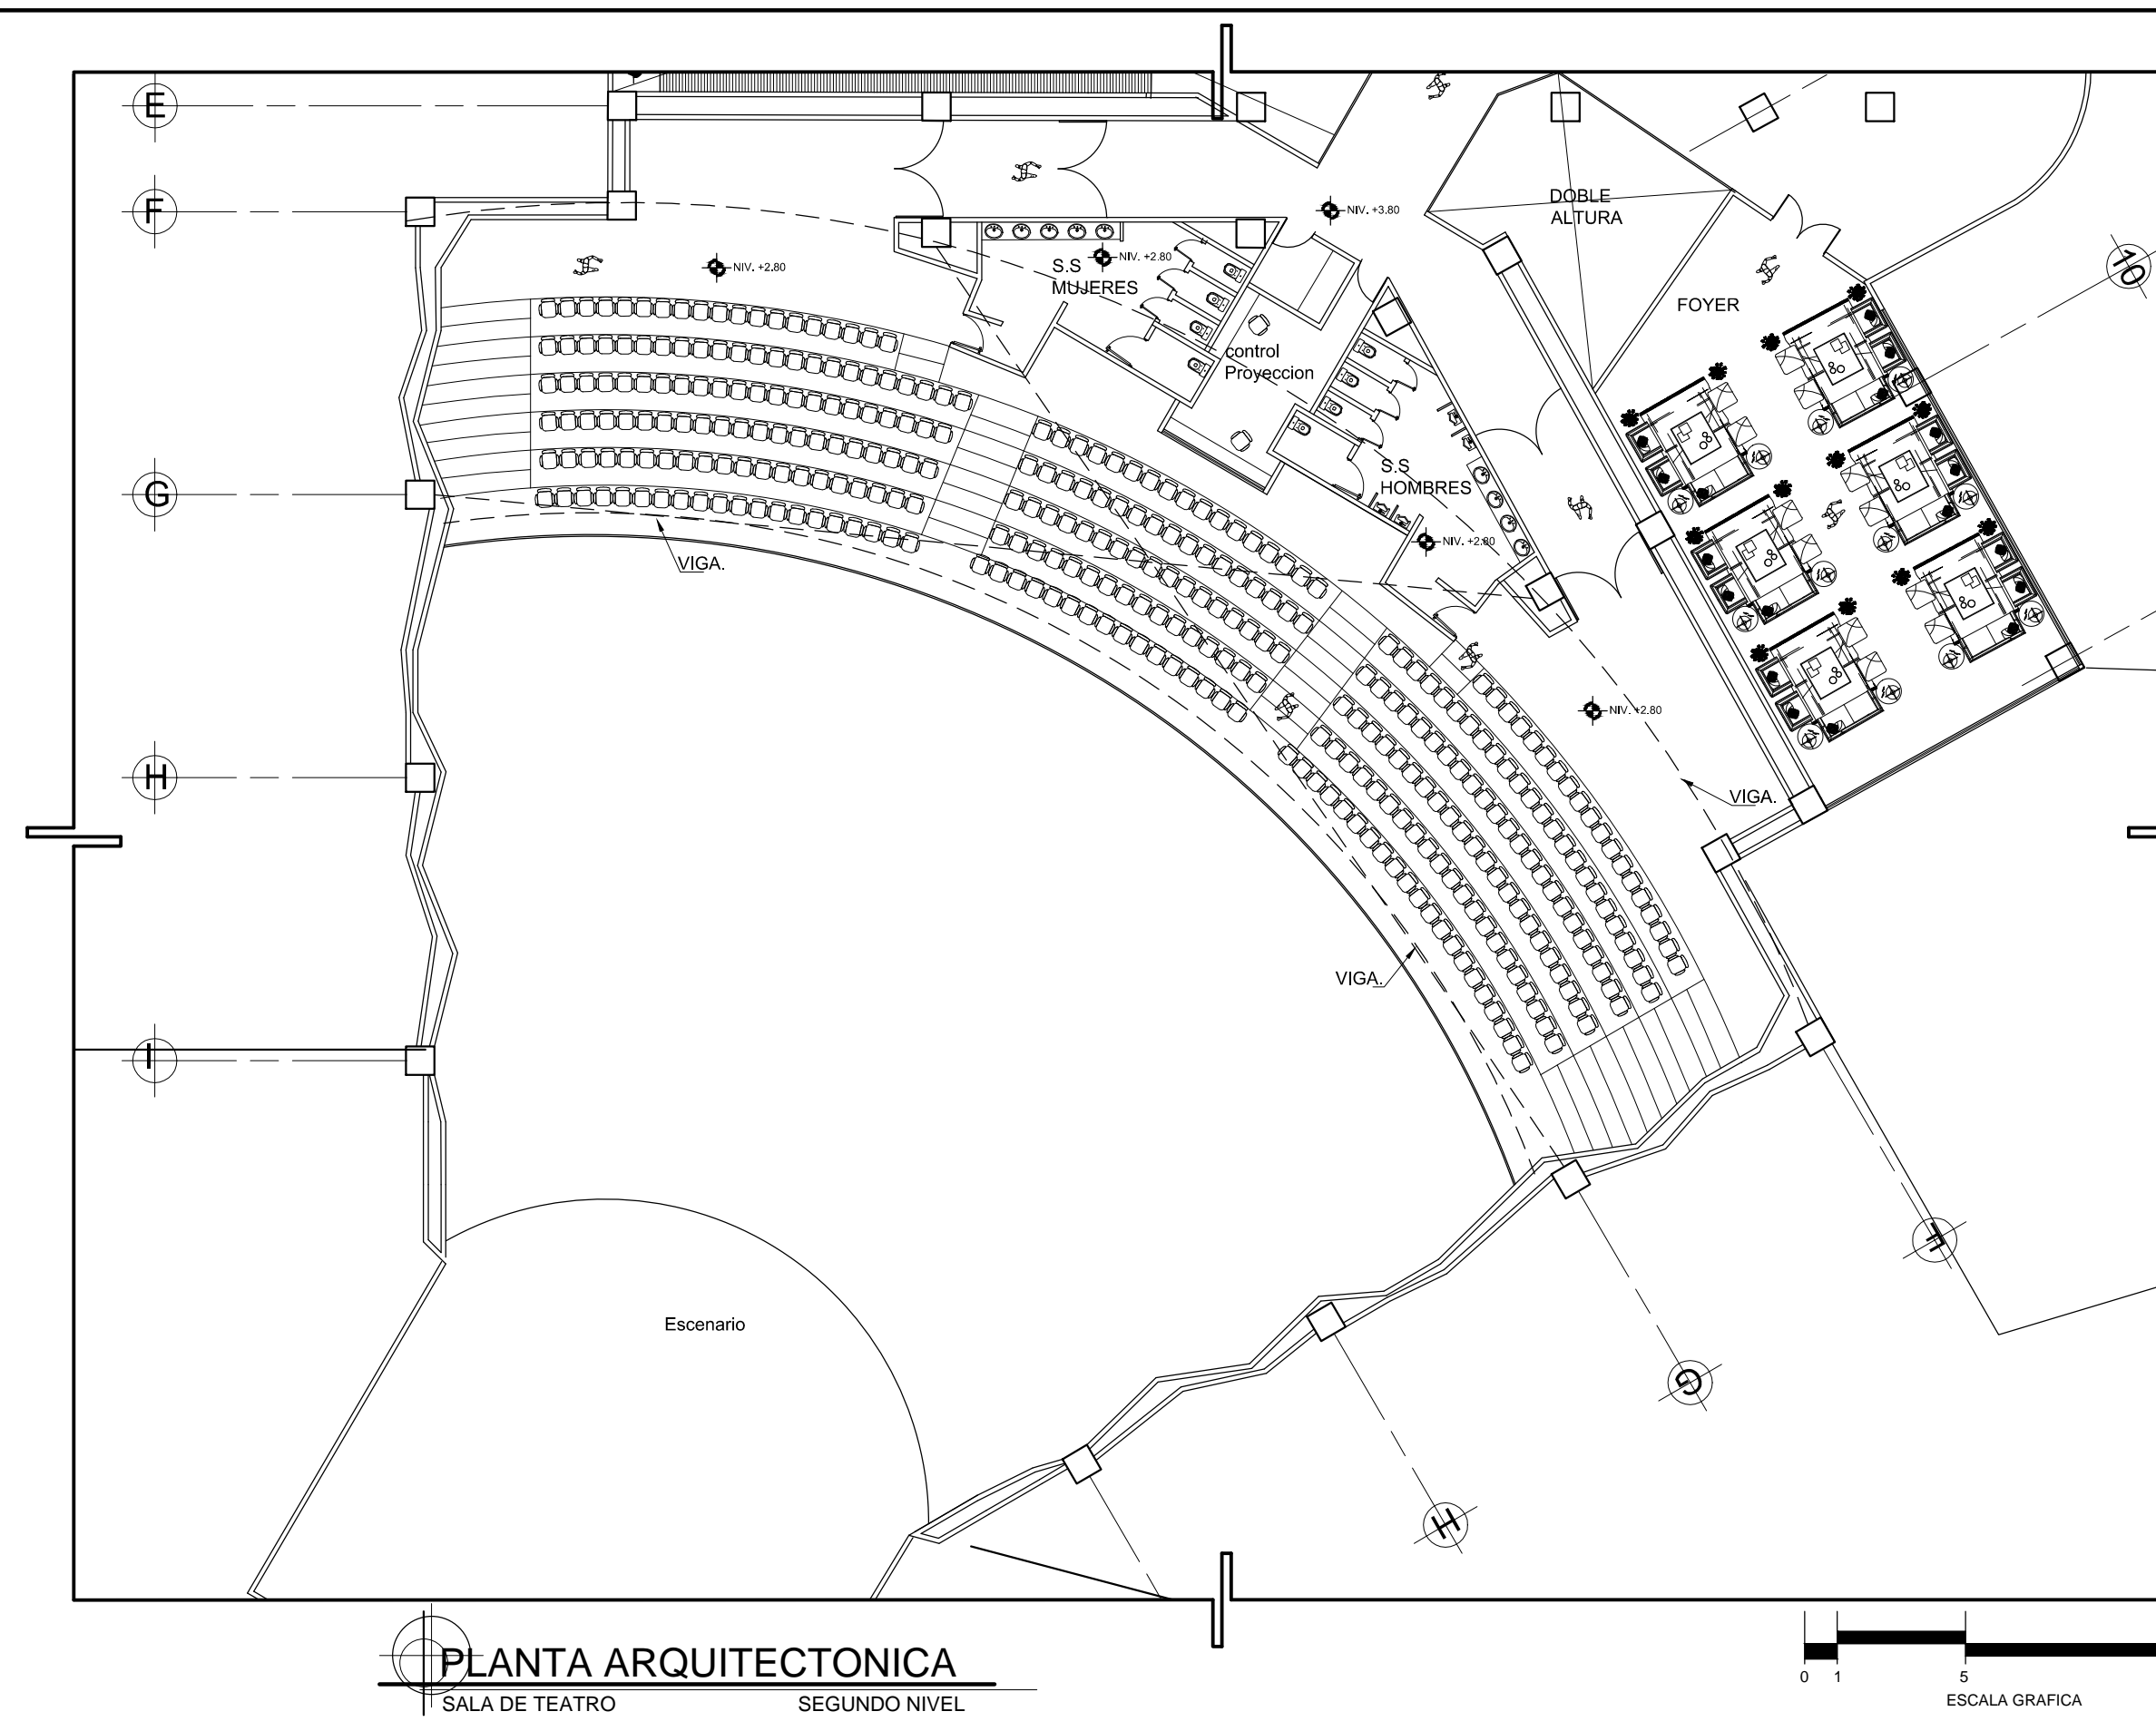 E
F
DOBLE
ALTURA
NIV. +3.80
NIV. +2.80
S.S
MUJERES
NIV. +2.80
10
FOYER
control
Proyeccion
S.S
HOMBRES
G
NIV. +2.80
VIGA.
NIV. +2.80
H
VIGA.
VIGA.
I
F
Escenario
G
H
PLANTA ARQUITECTONICA
SALA DE TEATRO SEGUNDO NIVEL
0 1 5
ESCALA GRAFICA